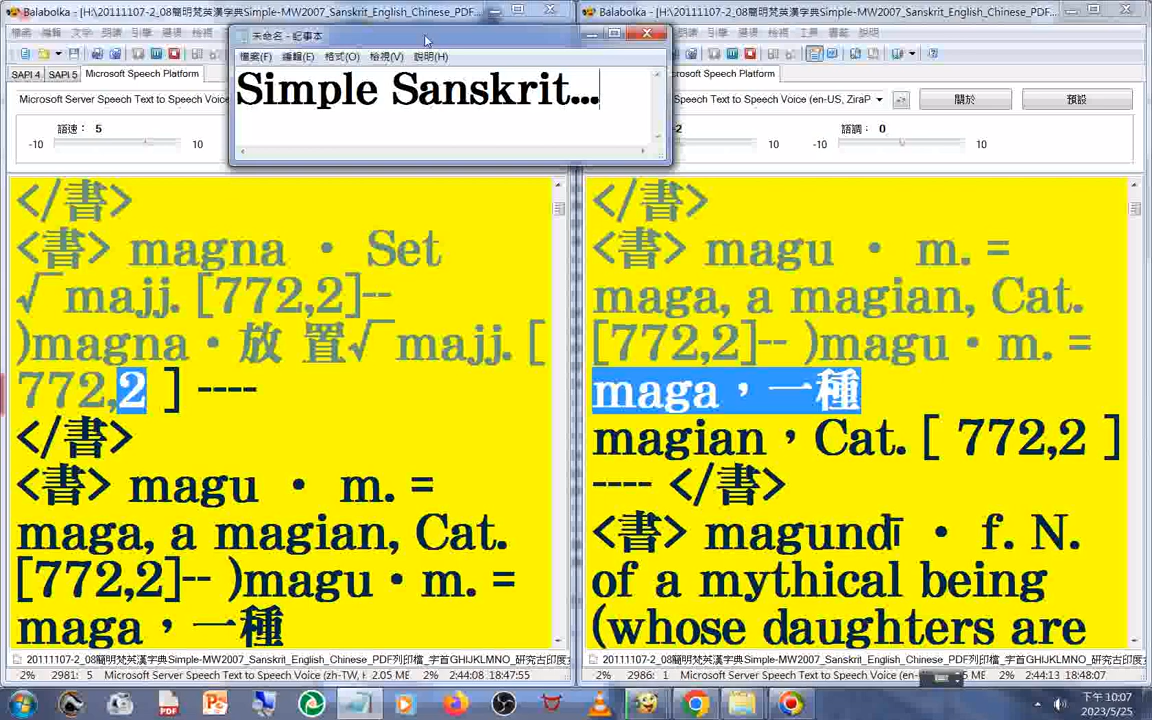 Balabolka - [H:\20111107-2_08簡明梵英漢字典Simple-MW2007_Sanskrit_English_Chinese_PDF...
Balabolka - [H:\20111107-2_08簡明梵英漢字典Simple-MW2007_Sanskrit_English_Chinese_PDF...
未命名 - 記事本
檔案(F) 編輯(E) 格式(O) 檢視(V) 說明(H)
Simple Sanskrit...
SAPI 4 SAPI 5 Microsoft Speech Platform
Microsoft Server Speech Text to Speech Voice
Speech Text to Speech Voice (en-US, ZiraP
關於
預設
語速： 5
-10 10
-2
10
語調： 0
-10 10
</書>
<書> magna • Set
√majj. [772,2]--
)magna•放 置√majj. [
772,2 ] ----
</書>
<書> magu • m. =
maga, a magian, Cat.
[772,2]-- )magu•m. =
maga，一種
</書>
<書> magu • m. =
maga, a magian, Cat.
[772,2]-- )magu•m. =
maga，一種
magian，Cat. [ 772,2 ]
---- </書>
<書> magundī • f. N.
of a mythical being
(whose daughters are
20111107-2_08簡明梵英漢字典Simple-MW2007_Sanskrit_English_Chinese_PDF列印檔_字首GHIJKLMNO_研究古印度
20111107-2_08簡明梵英漢字典Simple-MW2007_Sanskrit_English_Chinese_PDF列印檔_字首GHIJKLMNO_研究古印度
2% 2981: 5 Microsoft Server Speech Text to Speech Voice (zh-TW, 2.05 MB 2% 2:44:08 18:47:55
2% 2986: 1 Microsoft Server Speech Text to Speech Voice (en- 2% 2:44:13 18:48:07
下午 10:07
2023/5/25